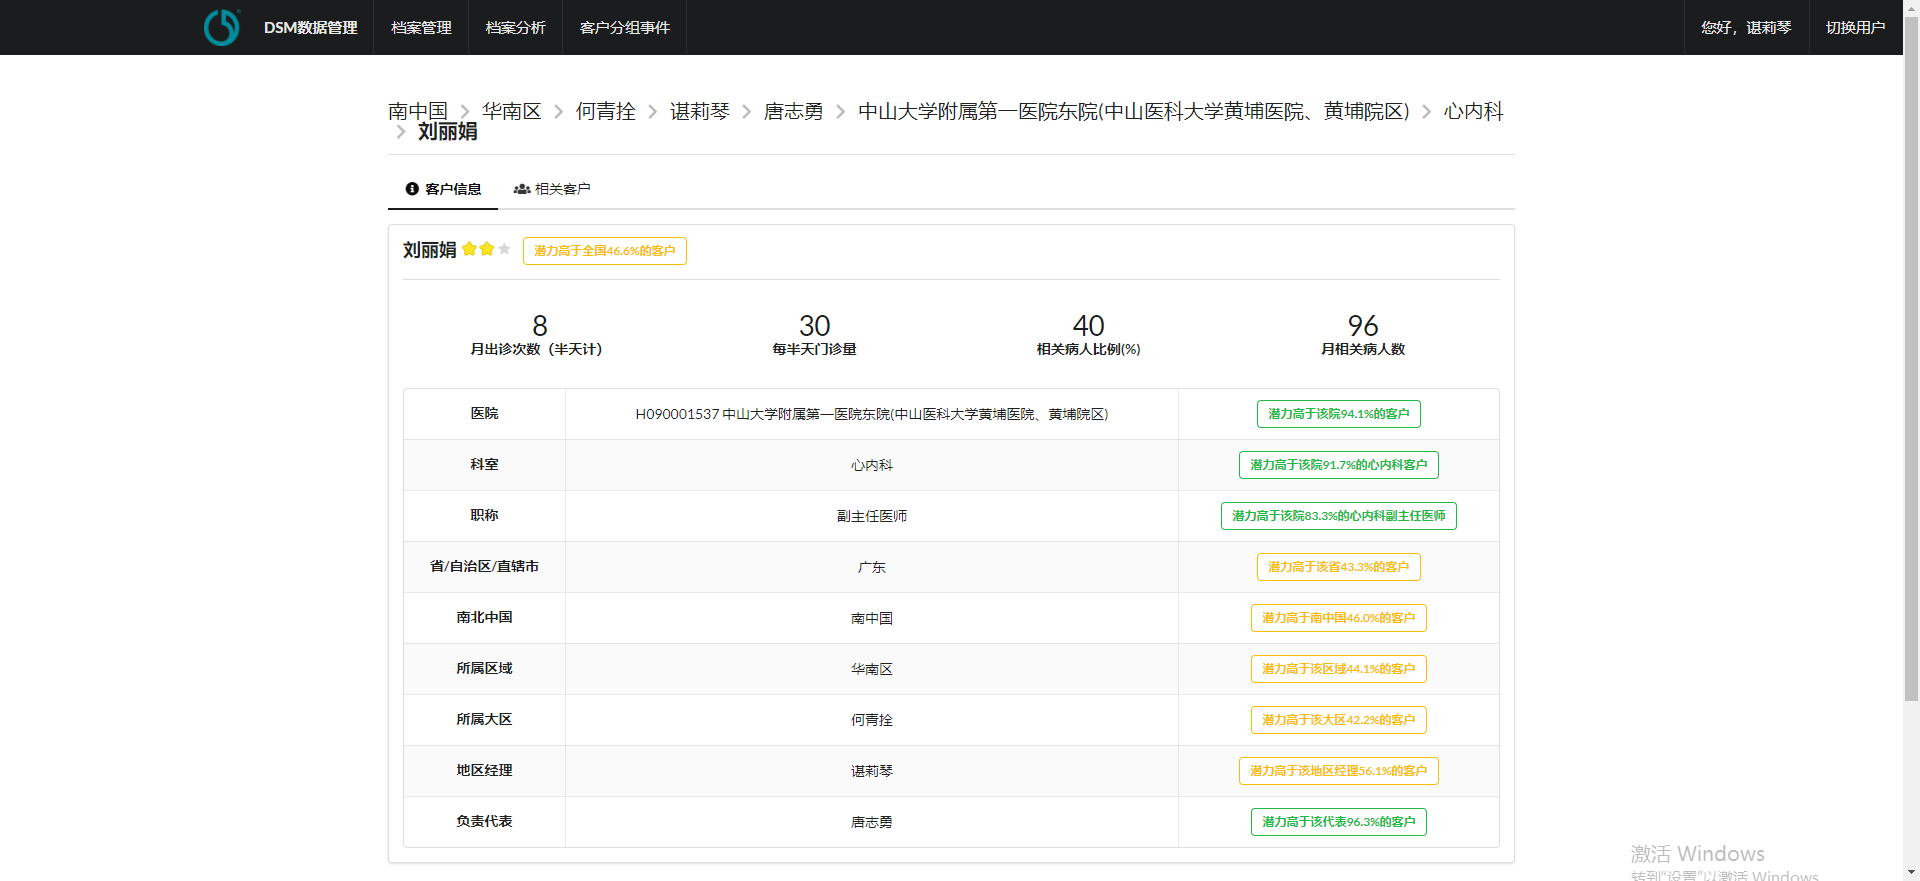 DSM数据管理 档案管理 档案分析 客户分组事件 您好，谌莉琴 切换用户
南中国 华南区 何青拴 谌莉琴 唐志勇 中山大学附属第一医院东院(中山医科大学黄埔医院、黄埔院区) 心内科
刘丽娟
客户信息 相关客户
刘丽娟 潜力高于全国46.6%的客户
8 30 40 96
月出诊次数（半天计） 每半天门诊量 相关病人比例(%) 月相关病人数
医院 H090001537 中山大学附属第一医院东院(中山医科大学黄埔医院、黄埔院区) 潜力高于该院94.1%的客户
科室 心内科 潜力高于该院91.7%的心内科客户
职称 副主任医师 潜力高于该院83.3%的心内科副主任医师
省/自治区/直辖市 广东 潜力高于该省43.3%的客户
南北中国 南中国 潜力高于南中国46.0%的客户
所属区域 华南区 潜力高于该区域44.1%的客户
所属大区 何青拴 潜力高于该大区42.2%的客户
地区经理 谌莉琴 潜力高于该地区经理56.1%的客户
负责代表 唐志勇 潜力高于该代表96.3%的客户
激活 Windows
转到"设置"以激活 Windows